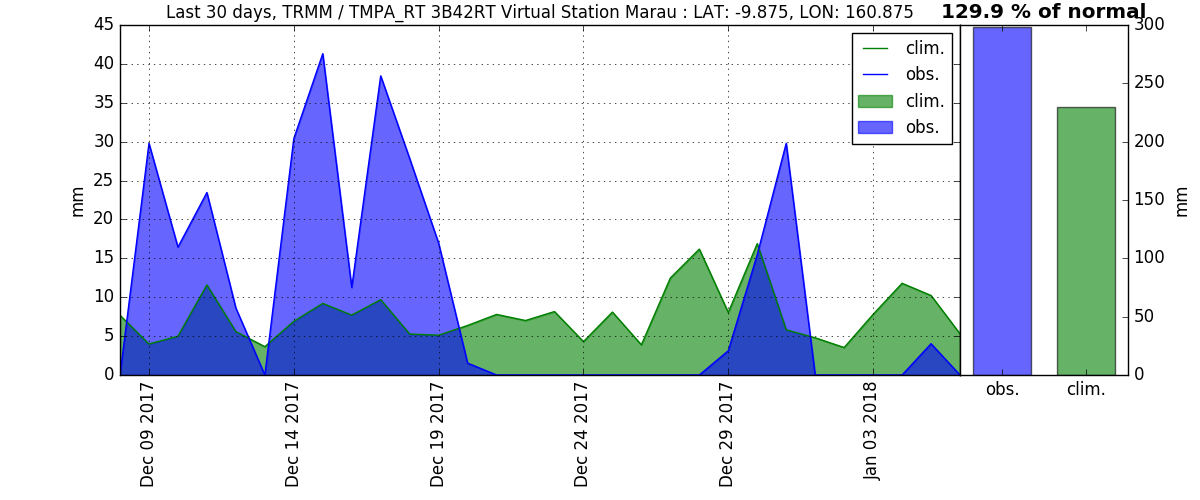 Last 30 days, TRMM / TMPA_RT 3B42RT Virtual Station Marau : LAT: -9.875, LON: 160.875
129.9 % of normal
45
40
35
30
25
20
15
10
5
0
mm
clim.
obs.
clim.
obs.
300
250
200
150
100
50
0
mm
Dec 09 2017
Dec 14 2017
Dec 19 2017
Dec 24 2017
Dec 29 2017
Jan 03 2018
obs.
clim.